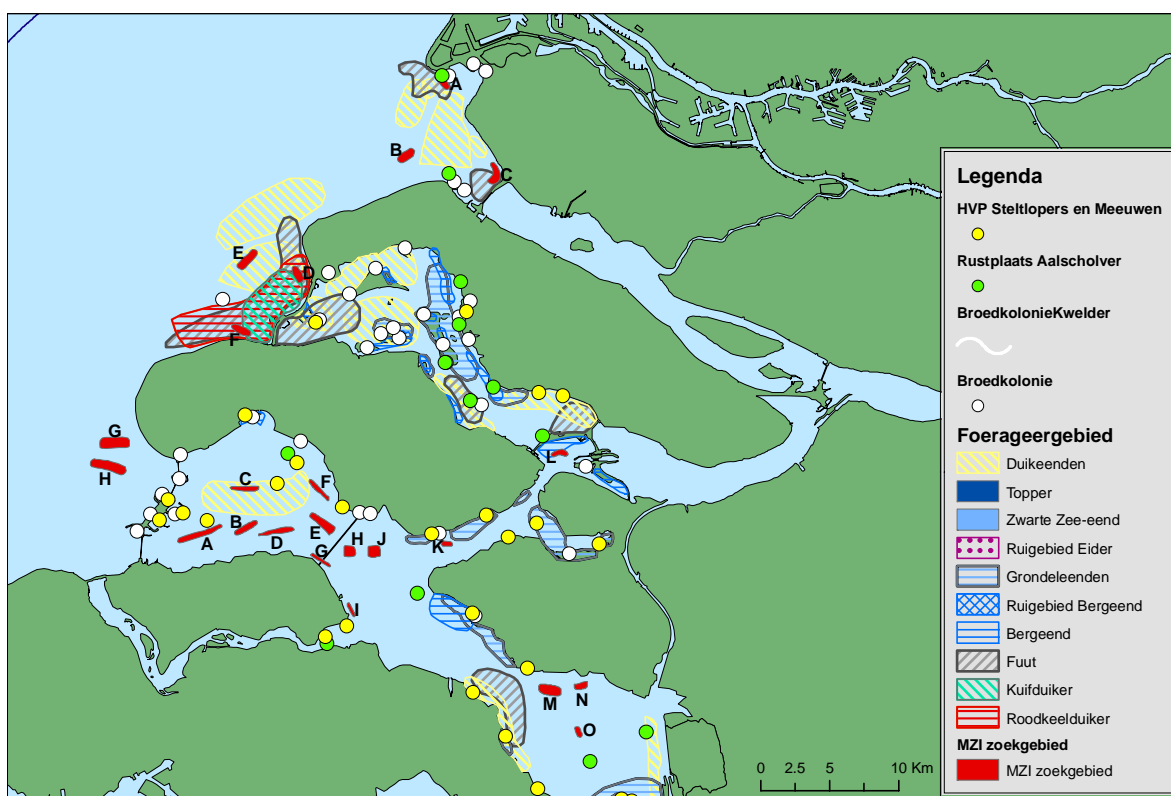 A
B
C
E
D
F
G
H
C
F
B
A
D
E
G
H
J
I
K
L
M
N
O
Legenda
HVP Steltlopers en Meeuwen
Rustplaats Aalscholver
BroedkolonieKwelder
Broedkolonie
Foerageergebied
Duikeenden
Topper
Zwarte Zee-eend
Ruigebied Eider
Grondeleenden
Ruigebied Bergeend
Bergeend
Fuut
Kuifduiker
Roodkeelduiker
MZI zoekgebied
MZI zoekgebied
0 2.5 5 10 Km